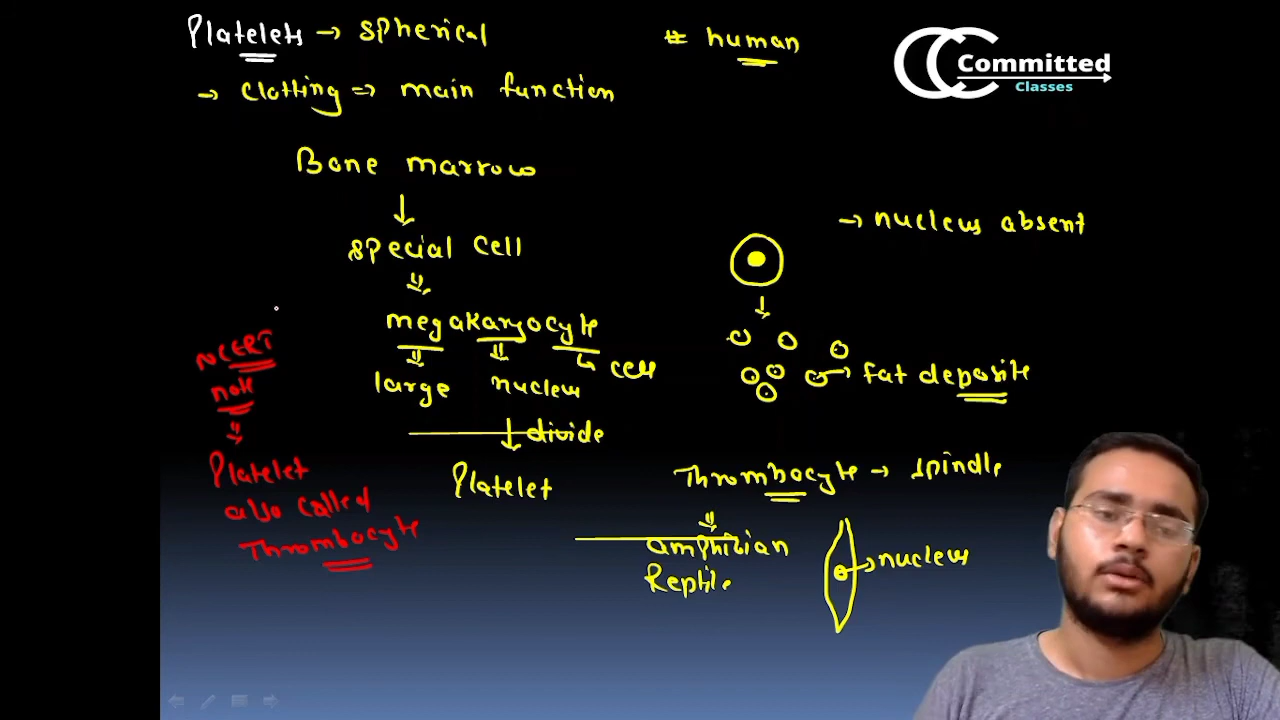 Platelets → spherical
# human
Committed
Classes
→ Clotting ⇒ main function
Bone marrow
→ nucleus absent
special cell
megakaryocyte
cell
large
nucleus
fat deposite
divide
Platelet
NCERT
note
Platelet
also called
Thrombocyte
Thrombocyte → spindle
amphibian
Reptile
nucleus